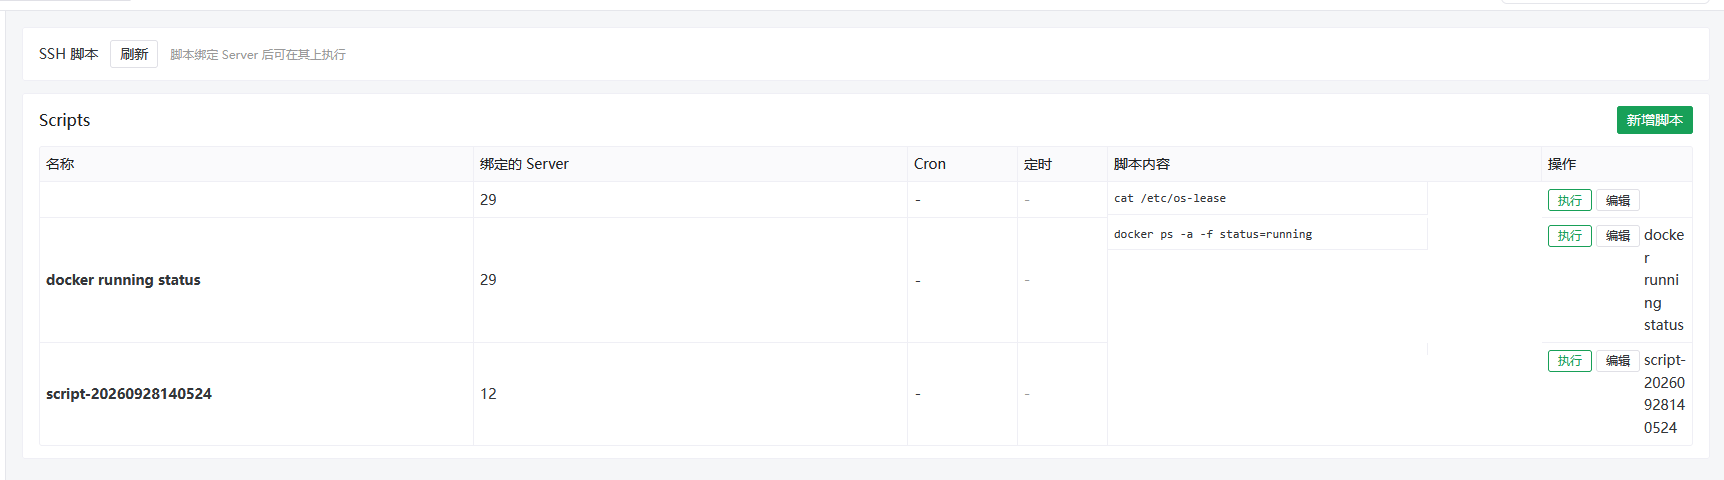 SSH 脚本 刷新 脚本绑定 Server 后可在其上执行
Scripts 新增脚本
名称 绑定的 Server Cron 定时 脚本内容 操作
29 - - cat /etc/os-lease 执行 编辑
docker running status 29 - - docker ps -a -f status=running 执行 编辑 docke
r
runni
ng
status
script-20260928140524 12 - - 执行 编辑 script-
20260
92814
0524